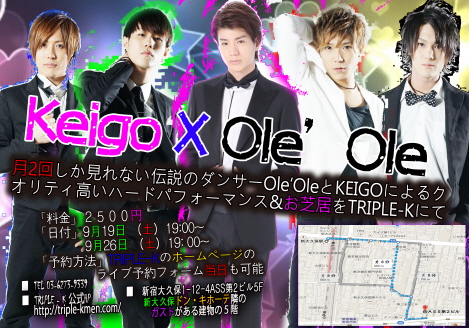 Keigo X Ole' Ole
月2回しか見れない伝説のダンサーOle'OleとKEIGOによるク
オリティ高いハードパフォーマンス&お芝居をTRIPLE-Kにて
「料金」2500円
「日付」9月19日（土）19:00～
9月26日（土）19:00～
「予約方法」TRIPLE-Kのホームページの
ライブ予約フォーム当日も可能
■ TEL 03-6273-9339
■ TRIPLE - K 公式HP
http://triple-kmen.com/
■ 新宿大久保1-12-4ASS第2ビル5F
新大久保ドン・キホーテ隣の
ガストがある建物の5階